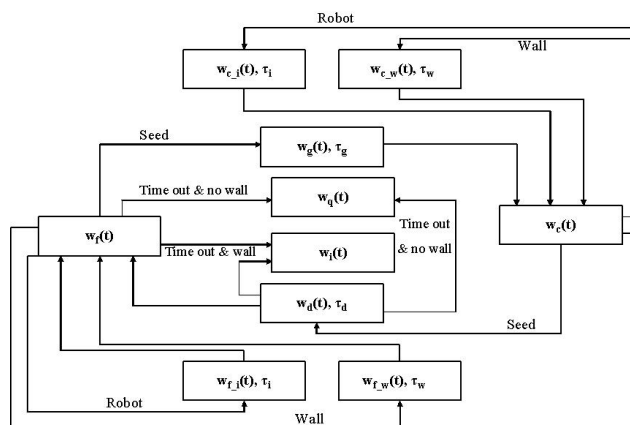 Robot
Wall
w_c_i(t), τ_i
w_c_w(t), τ_w
Seed
w_g(t), τ_g
Time out & no wall
w_q(t)
w_f(t)
Time out
& no wall
w_c(t)
Time out & wall
w_i(t)
w_d(t), τ_d
Seed
w_f_i(t), τ_i
w_f_w(t), τ_w
Robot
Wall